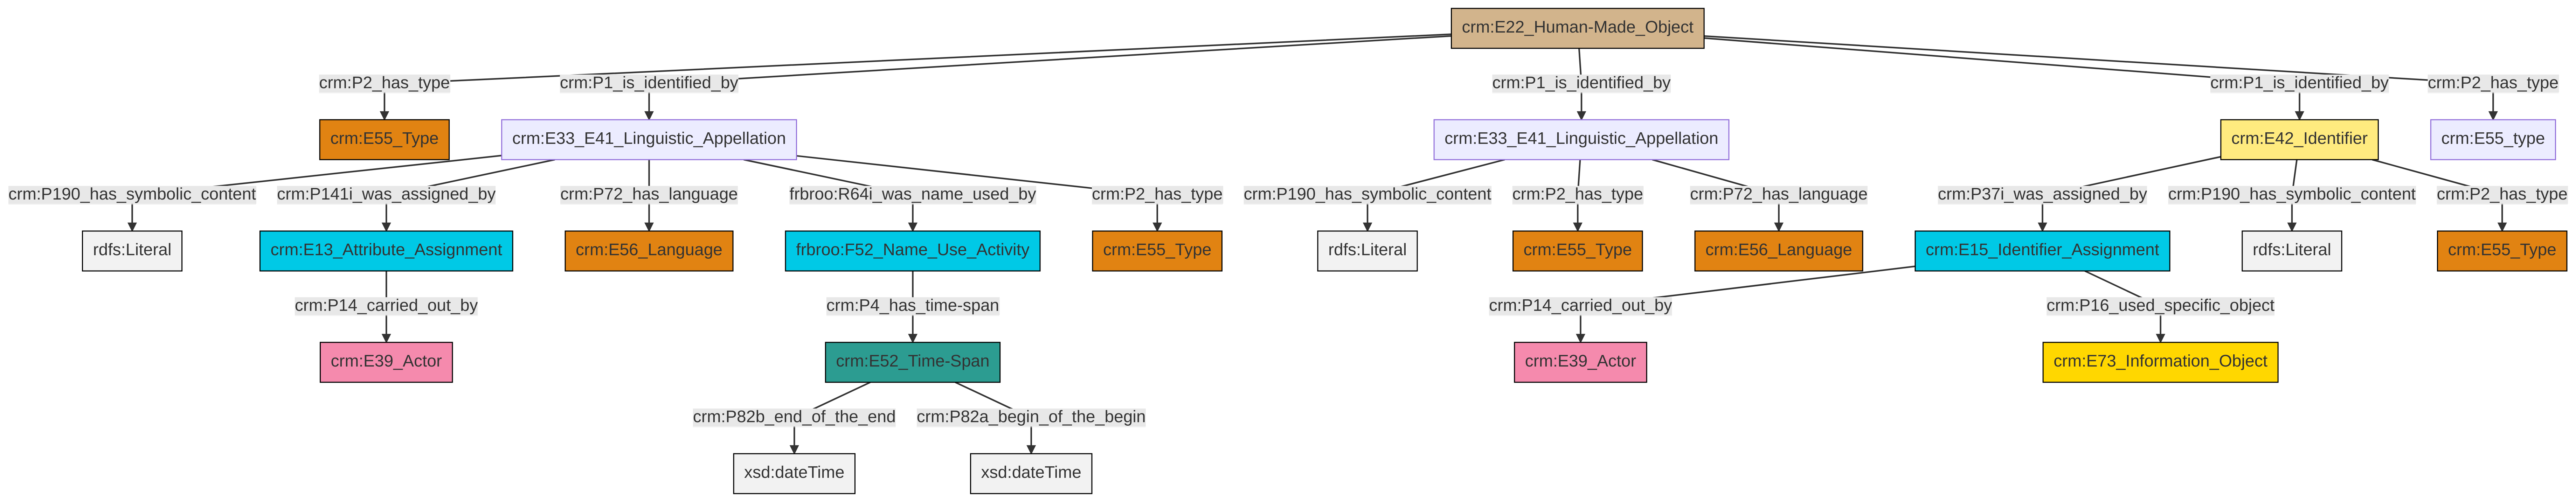 crm:E22_Human-Made_Object
crm:P2_has_type
crm:P1_is_identified_by
crm:P1_is_identified_by
crm:P1_is_identified_by
crm:P2_has_type
crm:E55_Type
crm:E33_E41_Linguistic_Appellation
crm:E33_E41_Linguistic_Appellation
crm:E42_Identifier
crm:E55_type
crm:P190_has_symbolic_content
crm:P141i_was_assigned_by
crm:P72_has_language
frbroo:R64i_was_name_used_by
crm:P2_has_type
crm:P190_has_symbolic_content
crm:P2_has_type
crm:P72_has_language
crm:P37i_was_assigned_by
crm:P190_has_symbolic_content
crm:P2_has_type
rdfs:Literal
crm:E13_Attribute_Assignment
crm:E56_Language
frbroo:F52_Name_Use_Activity
crm:E55_Type
rdfs:Literal
crm:E55_Type
crm:E56_Language
crm:E15_Identifier_Assignment
rdfs:Literal
crm:E55_Type
crm:P14_carried_out_by
crm:P4_has_time-span
crm:P14_carried_out_by
crm:P16_used_specific_object
crm:E39_Actor
crm:E52_Time-Span
crm:E39_Actor
crm:E73_Information_Object
crm:P82b_end_of_the_end
crm:P82a_begin_of_the_begin
xsd:dateTime
xsd:dateTime